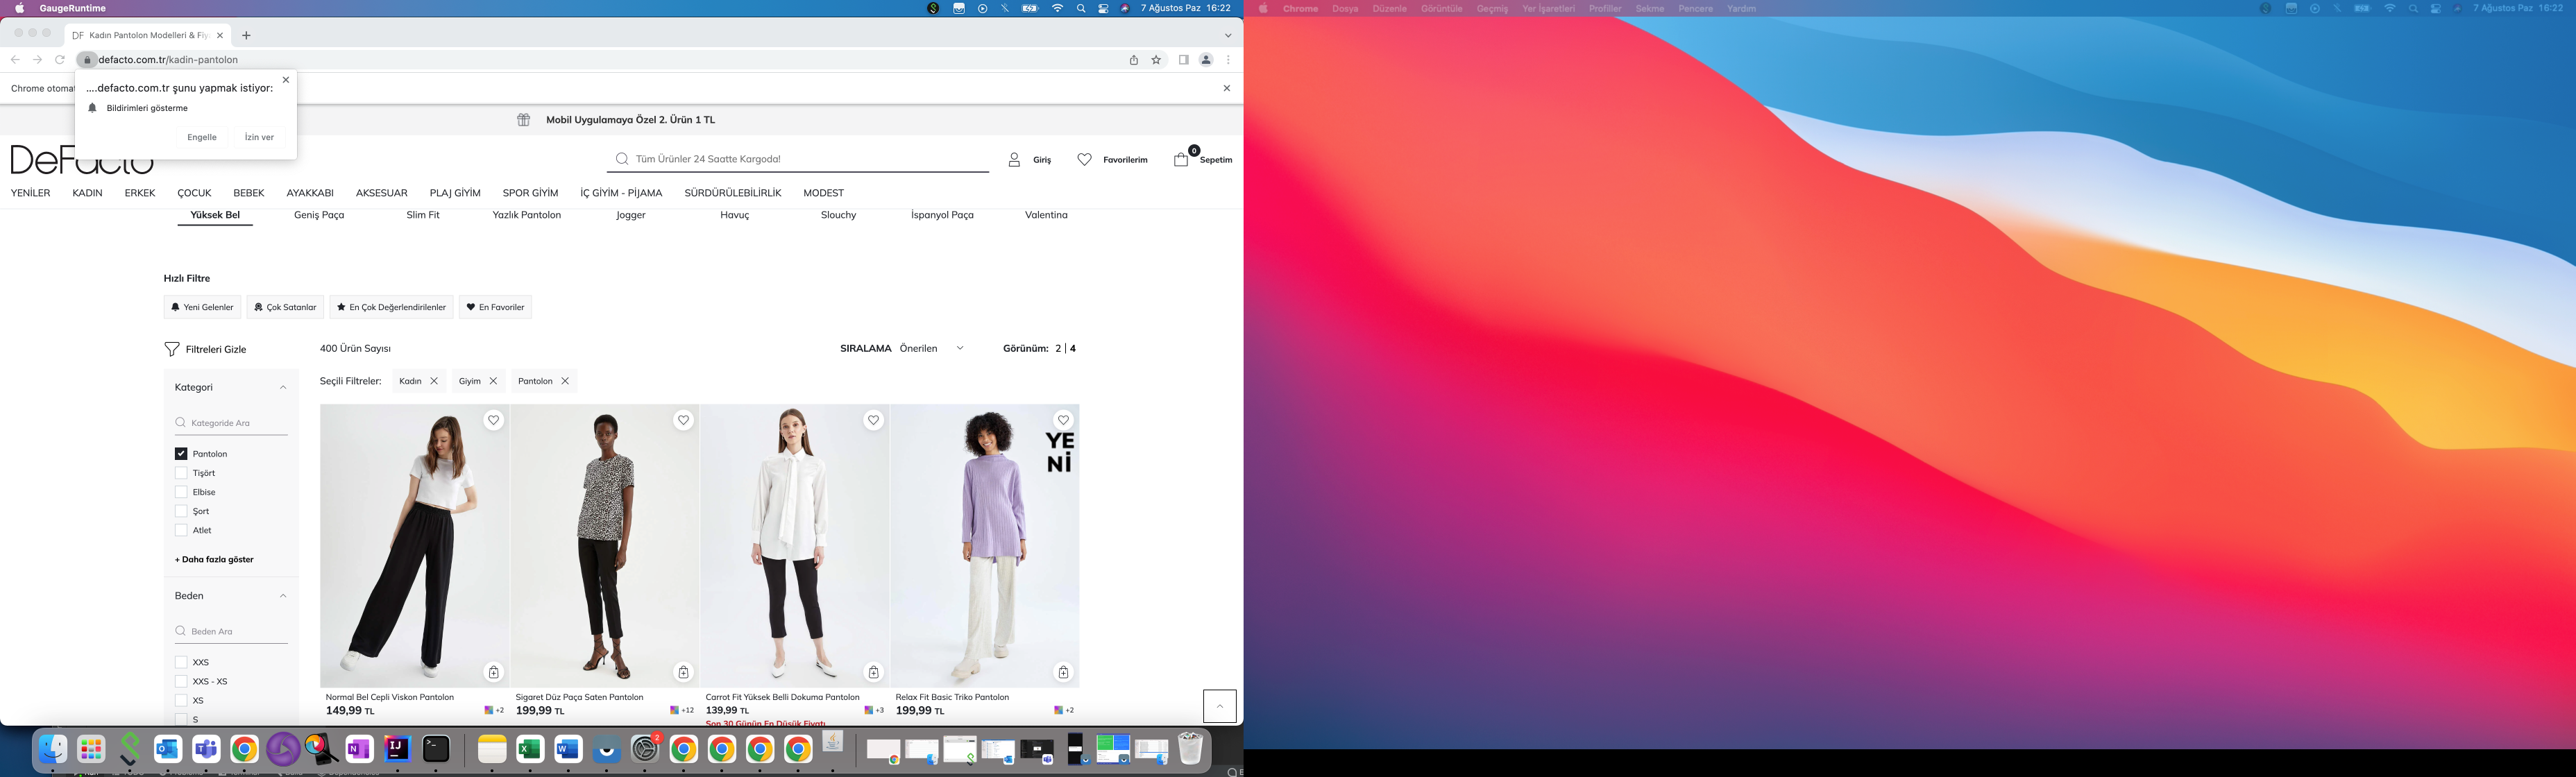 GaugeRuntime
7 Ağustos Paz 16:22
Chrome Dosya Düzenle Görüntüle Geçmiş Yer İşaretleri Profiller Sekme Pencere Yardım
7 Ağustos Paz 16:22
DF Kadın Pantolon Modelleri & Fiy
defacto.com.tr/kadin-pantolon
Chrome otomat
....defacto.com.tr şunu yapmak istiyor:
Bildirimleri gösterme
Engelle İzin ver
Mobil Uygulamaya Özel 2. Ürün 1 TL
DeFacto
Tüm Ürünler 24 Saatte Kargoda!
Giriş
Favorilerim
0
Sepetim
YENİLER KADIN ERKEK ÇOCUK BEBEK AYAKKABI AKSESUAR PLAJ GİYİM SPOR GİYİM İÇ GİYİM - PİJAMA SÜRDÜRÜLEBİLİRLİK MODEST
Yüksek Bel Geniş Paça Slim Fit Yazlık Pantolon Jogger Havuç Slouchy İspanyol Paça Valentina
Hızlı Filtre
Yeni Gelenler Çok Satanlar En Çok Değerlendirilenler En Favoriler
Filtreleri Gizle
400 Ürün Sayısı
SIRALAMA Önerilen
Görünüm: 2 | 4
Seçili Filtreler: Kadın Giyim Pantolon
Kategori
Kategoride Ara
Pantolon
Tişört
Elbise
Şort
Atlet
+ Daha fazla göster
Beden
Beden Ara
XXS
XXS - XS
XS
S
YE
Nİ
Normal Bel Cepli Viskon Pantolon
149,99 TL
+2
Sigaret Düz Paça Saten Pantolon
199,99 TL
+12
Carrot Fit Yüksek Belli Dokuma Pantolon
139,99 TL
+3
Son 30 Günün En Düşük Fiyatı
Relax Fit Basic Triko Pantolon
199,99 TL
+2
2